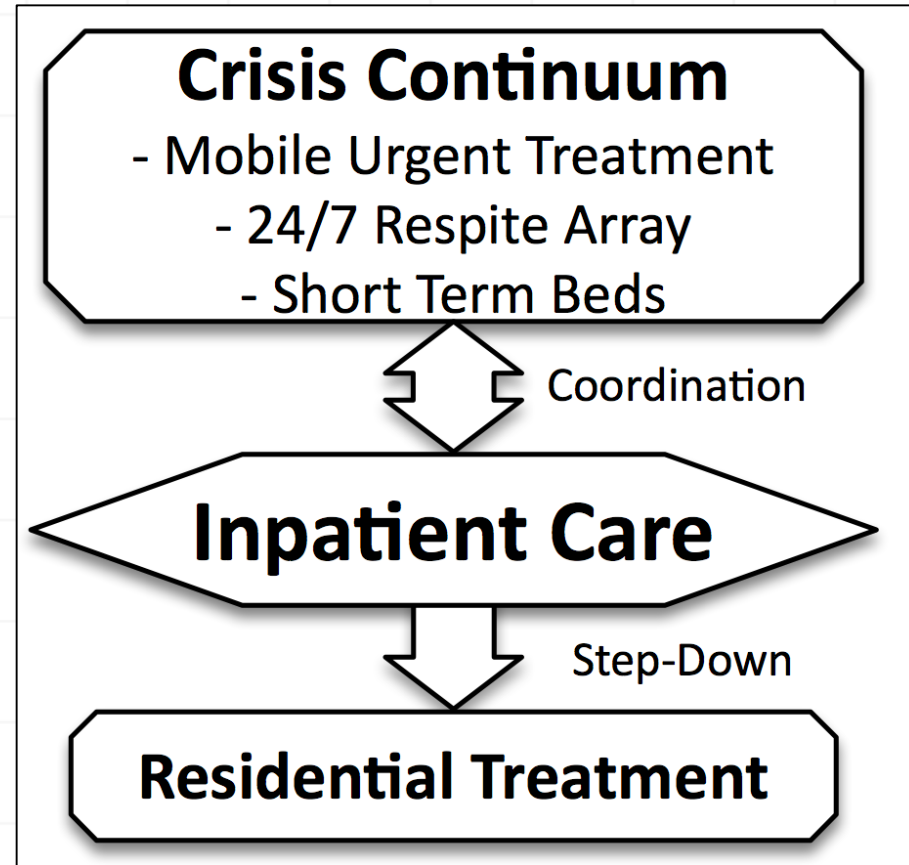 Crisis Continuum
- Mobile Urgent Treatment
- 24/7 Respite Array
- Short Term Beds
Coordination
Inpatient Care
Step-Down
Residential Treatment